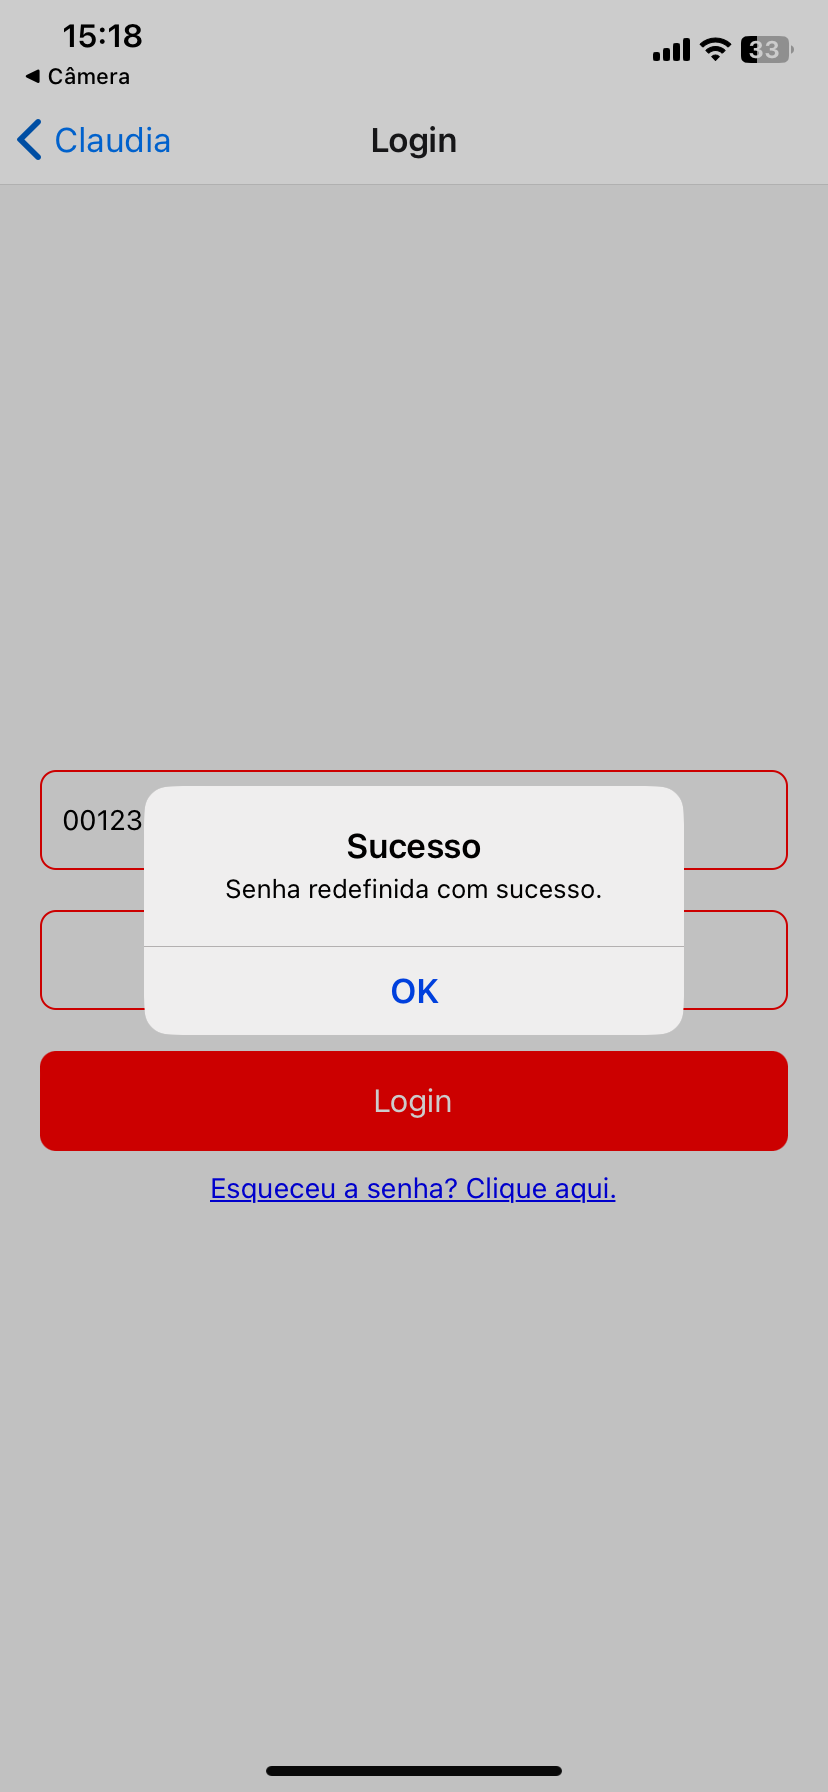 15:18
33
◀ Câmera
Claudia
Login
00123
Sucesso
Senha redefinida com sucesso.
OK
Login
Esqueceu a senha? Clique aqui.